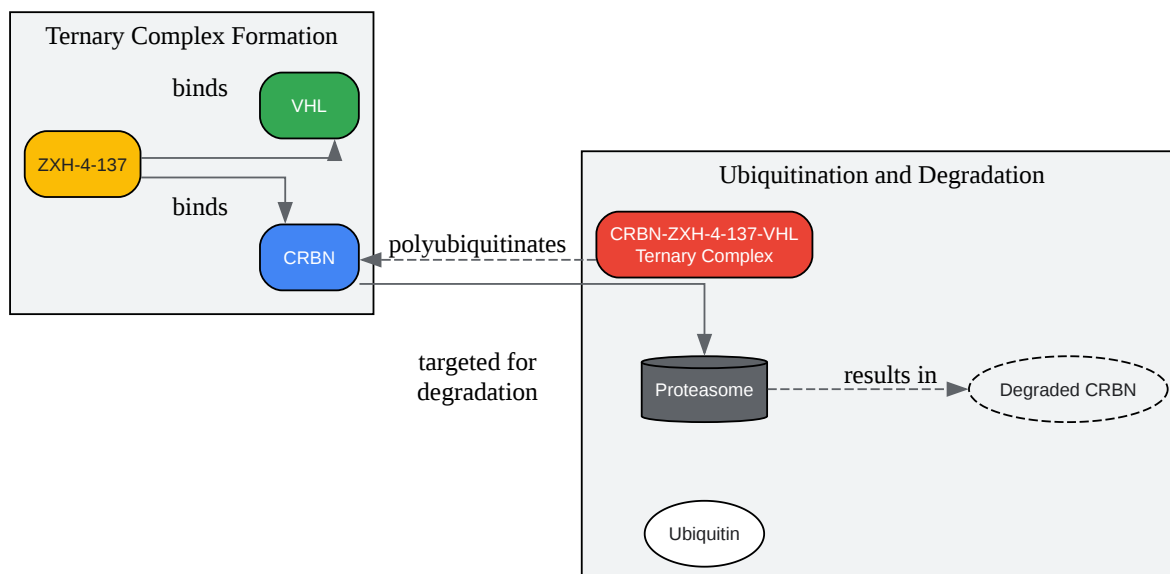 Ternary Complex Formation
binds
VHL
ZXH-4-137
binds
CRBN
Ubiquitination and Degradation
polyubiquitinates
CRBN-ZXH-4-137-VHL
Ternary Complex
targeted for
degradation
Proteasome
results in
Degraded CRBN
Ubiquitin